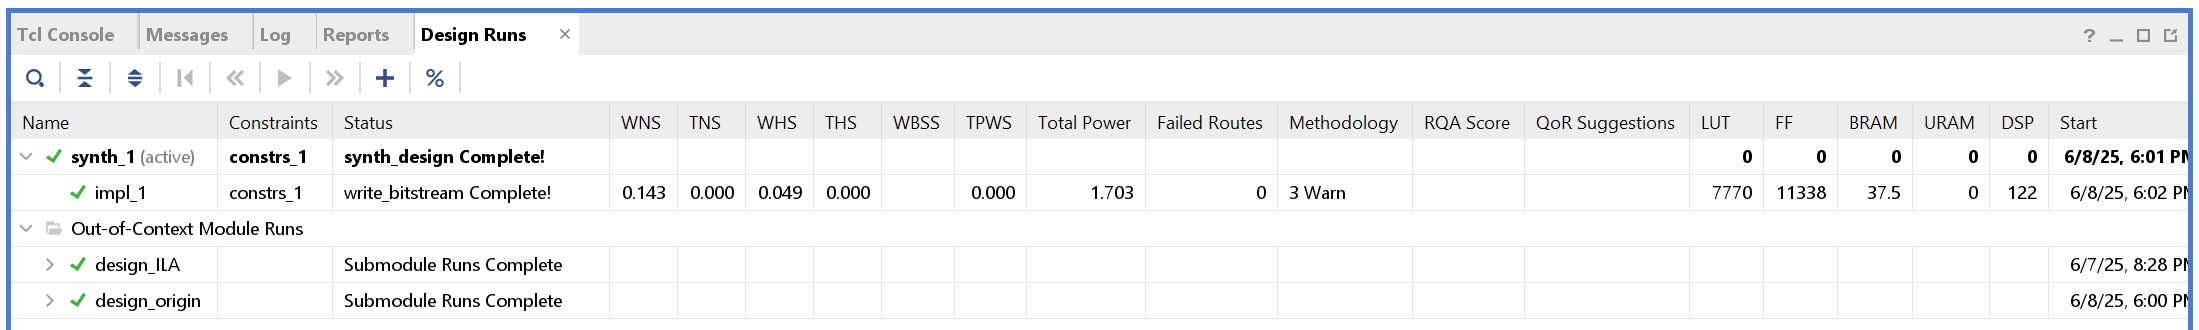 Tcl Console Messages Log Reports Design Runs ×
? _
%
Name Constraints Status WNS TNS WHS THS WBSS TPWS Total Power Failed Routes Methodology RQA Score QoR Suggestions LUT FF BRAM URAM DSP Start
synth_1 (active) constrs_1 synth_design Complete! 0 0 0 0 0 6/8/25, 6:01 PM
impl_1 constrs_1 write_bitstream Complete! 0.143 0.000 0.049 0.000 0.000 1.703 0 3 Warn 7770 11338 37.5 0 122 6/8/25, 6:02 PM
Out-of-Context Module Runs
design_ILA Submodule Runs Complete 6/7/25, 8:28 PM
design_origin Submodule Runs Complete 6/8/25, 6:00 PM